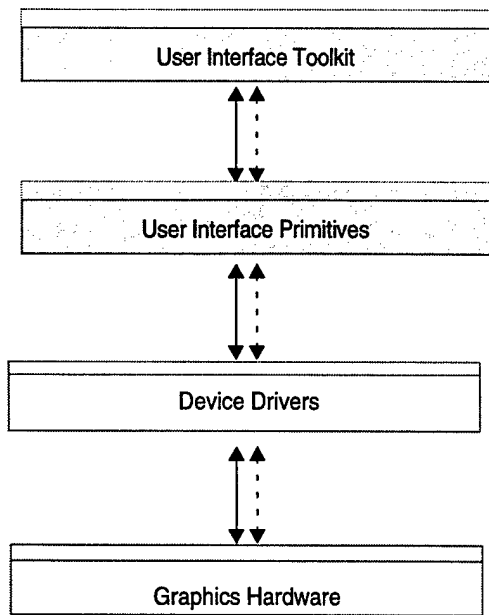 User Interface Toolkit
User Interface Primitives
Device Drivers
Graphics Hardware